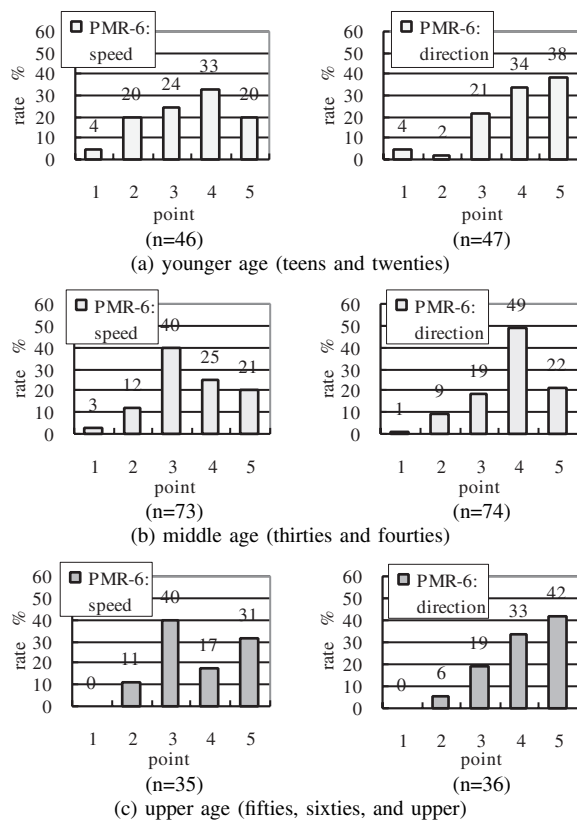 60
50
40
30
20
10
0
rate %
PMR-6:
speed
4
20
24
33
20
1 2 3 4 5
point
(n=46)
60
50
40
30
20
10
0
rate %
PMR-6:
direction
4
2
21
34
38
1 2 3 4 5
point
(n=47)
(a) younger age (teens and twenties)
60
50
40
30
20
10
0
rate %
PMR-6:
speed
3
12
40
25
21
1 2 3 4 5
point
(n=73)
60
50
40
30
20
10
0
rate %
PMR-6:
direction
1
9
19
49
22
1 2 3 4 5
point
(n=74)
(b) middle age (thirties and fourties)
60
50
40
30
20
10
0
rate %
PMR-6:
speed
0
11
40
17
31
1 2 3 4 5
point
(n=35)
60
50
40
30
20
10
0
rate %
PMR-6:
direction
0
6
19
33
42
1 2 3 4 5
point
(n=36)
(c) upper age (fifties, sixties, and upper)